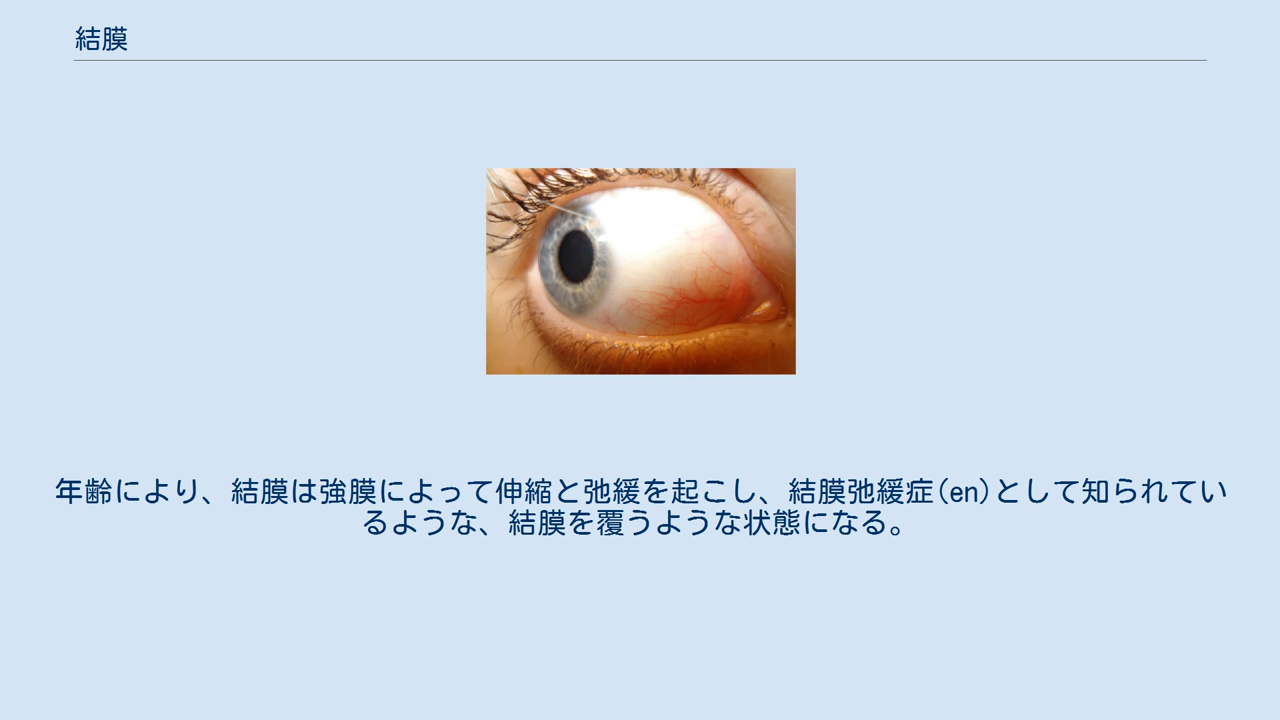 結膜
年齢により、結膜は強膜によって伸縮と弛緩を起こし、結膜弛緩症(en)として知られてい
るような、結膜を覆うような状態になる。